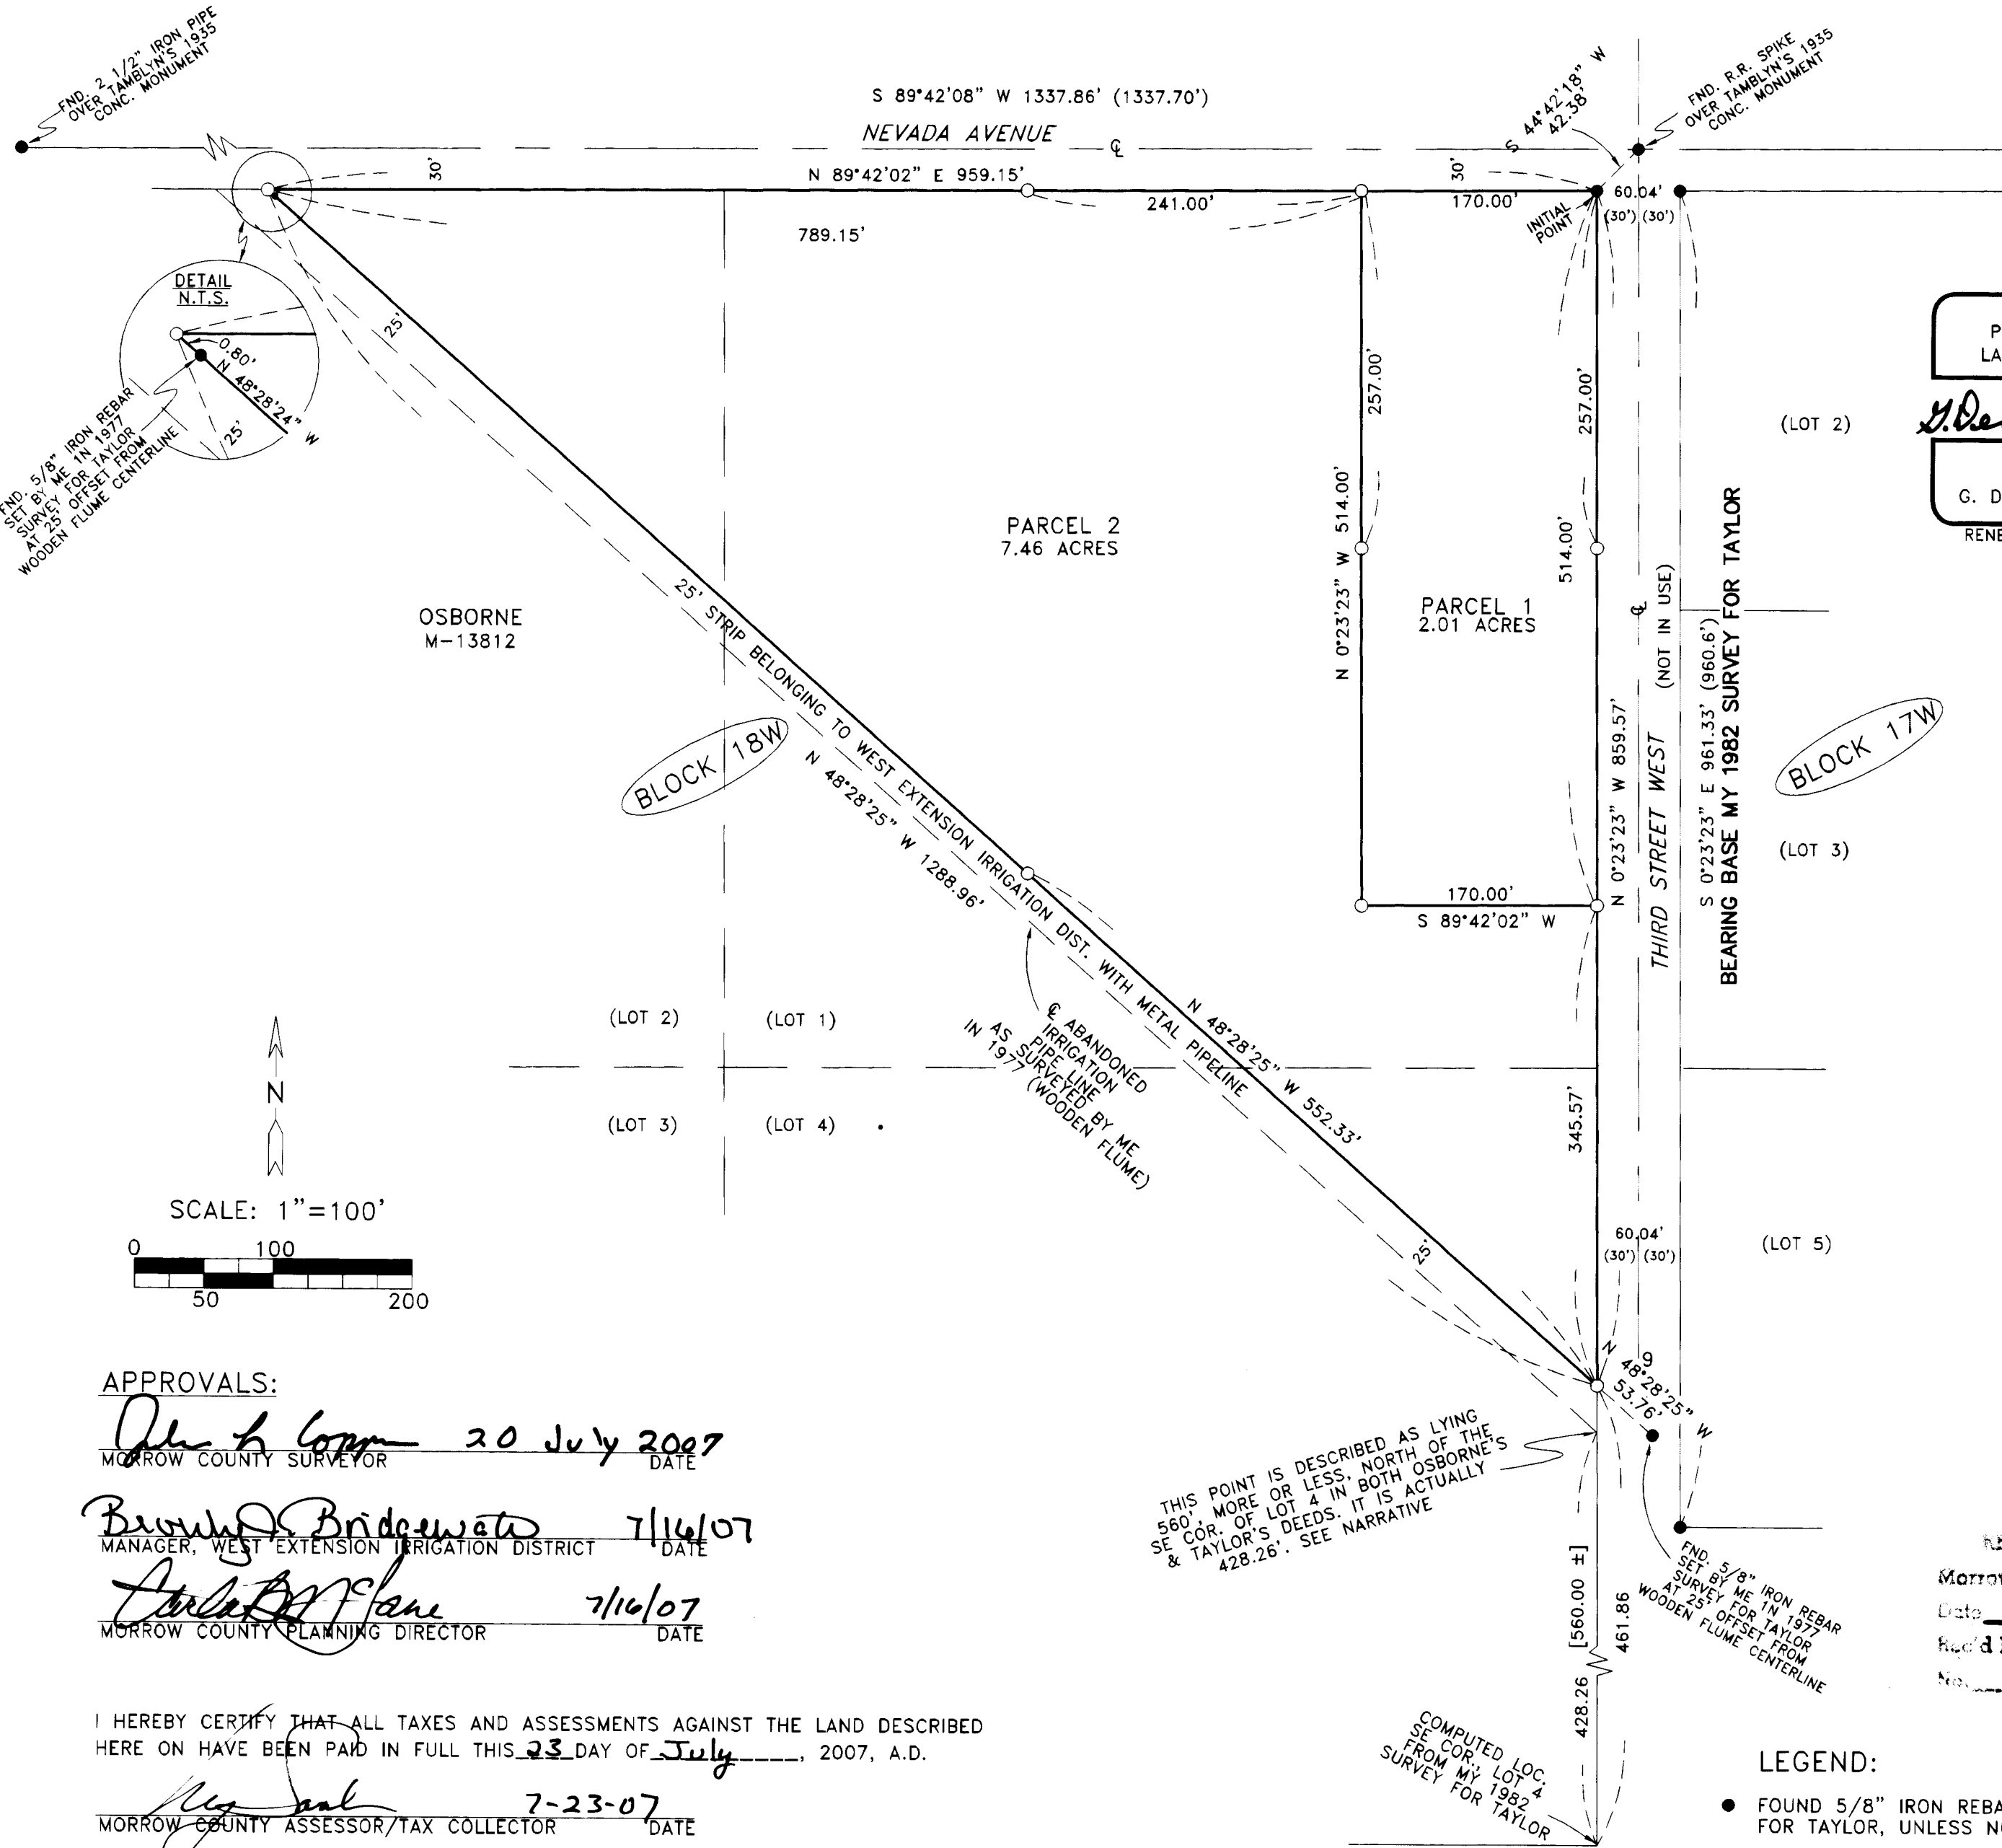 FND. 2 1/2" IRON PIPE
OVER TAMBLYN'S 1935
CONC. MONUMENT
S 89°42'08" W 1337.86' (1337.70')
NEVADA AVENUE
℄
S 44°42'18" W
42.38'
FND. R.R. SPIKE
OVER TAMBLYN'S 1935
CONC. MONUMENT
30'
N 89°42'02" E 959.15'
30'
241.00'
170.00'
60.04'
(30') (30')
INITIAL
POINT
789.15'
DETAIL
N.T.S.
0.80'
N 48°28'24" W
25'
25'
FND. 5/8" IRON REBAR
SET BY ME 1N 1977
SURVEY FOR TAYLOR
AT 25' OFFSET FROM
WOODEN FLUME CENTERLINE
257.00'
257.00'
(LOT 2)
P
LA
G. D
RENE
PARCEL 2
7.46 ACRES
N 0°23'23" W 514.00'
514.00'
PARCEL 1
2.01 ACRES
℄
(NOT IN USE)
THIRD STREET WEST
S 0°23'23" E 961.33' (960.6')
BEARING BASE MY 1982 SURVEY FOR TAYLOR
OSBORNE
M-13812
25' STRIP BELONGING TO WEST EXTENSION IRRIGATION DIST. WITH METAL PIPELINE
BLOCK 18W
N 48°28'25" W 1288.96'
N 0°23'23" W 859.57'
BLOCK 17W
(LOT 3)
170.00'
S 89°42'02" W
(LOT 2)
(LOT 1)
℄ ABANDONED
IRRIGATION
PIPE LINE
AS SURVEYED BY ME
IN 1977 (WOODEN FLUME)
N 48°28'25" W 552.33'
N
(LOT 3)
(LOT 4)
345.57'
SCALE: 1"=100'
0 100
50 200
25'
60.04'
(30') (30')
(LOT 5)
9
N 48°28'25" W
53.76'
APPROVALS:
20 July 2007
MORROW COUNTY SURVEYOR DATE
Bridgewater 7/16/07
MANAGER, WEST EXTENSION IRRIGATION DISTRICT DATE
7/16/07
MORROW COUNTY PLANNING DIRECTOR DATE
THIS POINT IS DESCRIBED AS LYING
560', MORE OR LESS, NORTH OF THE
SE COR. OF LOT 4 IN BOTH OSBORNE'S
& TAYLOR'S DEEDS. IT IS ACTUALLY
428.26'. SEE NARRATIVE
[560.00 ±]
461.86
428.26
FND. 5/8" IRON REBAR
SET BY ME 1N 1977
SURVEY FOR TAYLOR
AT 25' OFFSET FROM
WOODEN FLUME CENTERLINE
Morrow
Date
Rec'd
No.
I HEREBY CERTIFY THAT ALL TAXES AND ASSESSMENTS AGAINST THE LAND DESCRIBED
HERE ON HAVE BEEN PAID IN FULL THIS 23 DAY OF July, 2007, A.D.
7-23-07
MORROW COUNTY ASSESSOR/TAX COLLECTOR DATE
COMPUTED LOC.
SE COR., LOT 4
FROM MY 1982
SURVEY FOR TAYLOR
LEGEND:
● FOUND 5/8" IRON REBA
FOR TAYLOR, UNLESS N